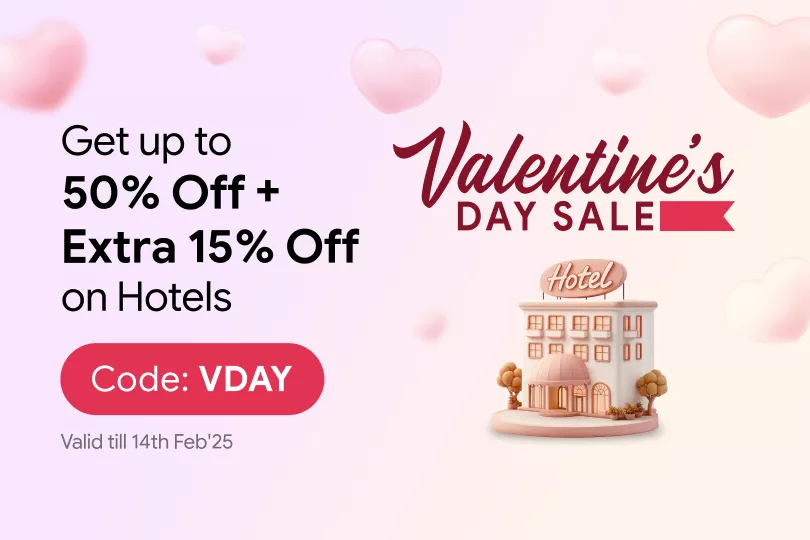 Get up to
50% Off +
Extra 15% Off
on Hotels
Code: VDAY
Valid till 14th Feb'25
Valentine's
DAY SALE
Hotel